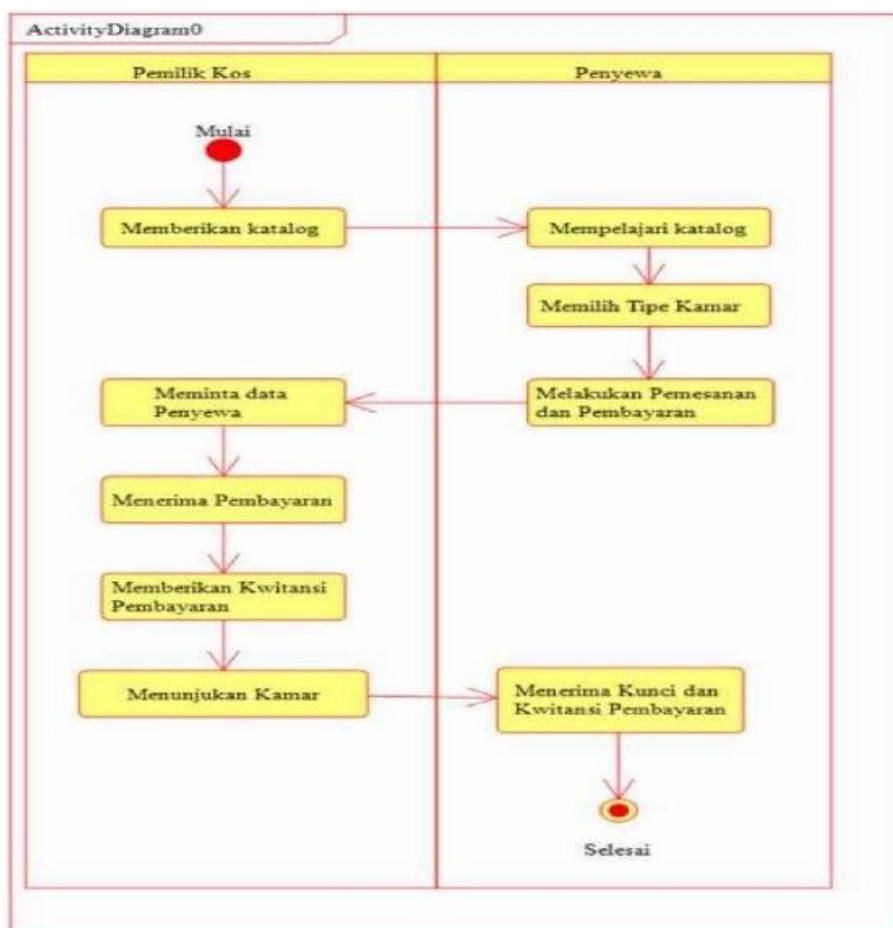 ActivityDiagram0
Pemilik Kos
Penyewa
Mulai
Memberikan katalog
Mempelajari katalog
Memilih Tipe Kamar
Melakukan Pemesanan
dan Pembayaran
Meminta data
Penyewa
Menerima Pembayaran
Memberikan Kwitansi
Pembayaran
Menunjukan Kamar
Menerima Kunci dan
Kwitansi Pembayaran
Selesai